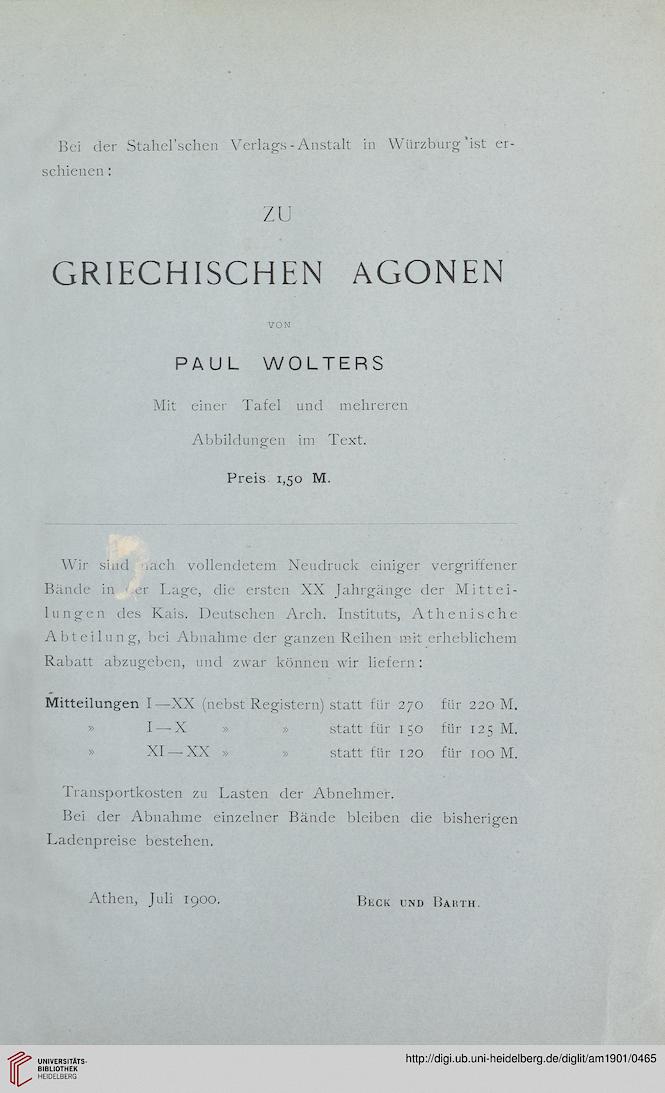 Bei der Stahel'schen Verlags-Anstalt in Würzburg ist er-
schienen:
ZU
GRIECHISCHEN AGONEN
VON
PAUL WOLTERS
Mit einer Tafel und mehreren
Abbildungen im Text.
Preis 1,50 M.
Wir sind nach vollendetem Neudruck einiger vergriffener
Bände in der Lage, die ersten XX Jahrgänge der Mittei-
lungen des Kais. Deutschen Arch. Instituts, Athenische
Abteilung, bei Abnahme der ganzen Reihen mit erheblichem
Rabatt abzugeben, und zwar können wir liefern:
Mitteilungen I—XX (nebst Registern) statt für 270 für 220 M.
» I—X » » statt für 150 für 125 M.
» XI—XX » » statt für 120 für 100 M.
Transportkosten zu Lasten der Abnehmer.
Bei der Abnahme einzelner Bände bleiben die bisherigen
Ladenpreise bestehen.
Athen, Juli 1900. BECK UND BARTH.
UNIVERSITÄTS-
BIBLIOTHEK
HEIDELBERG
http://digi.ub.uni-heidelberg.de/diglit/am1901/0465